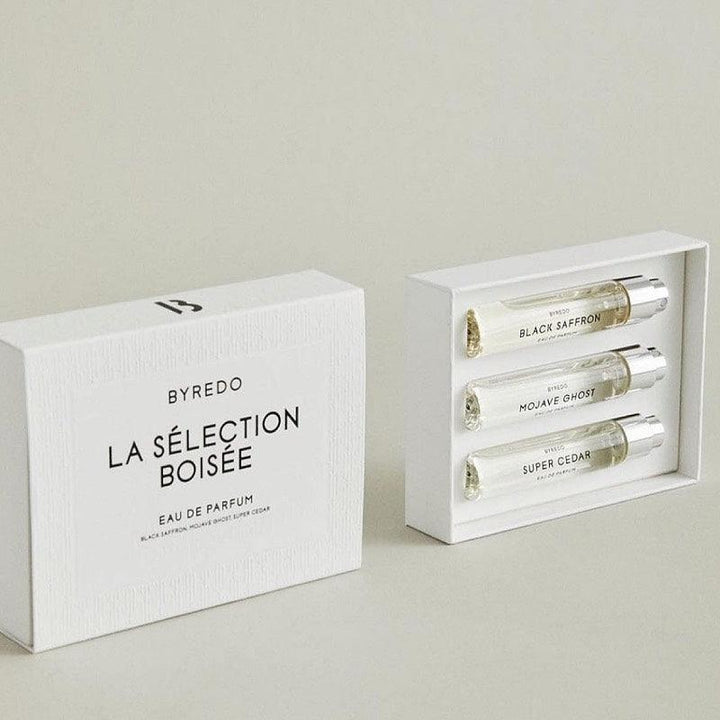 B
BYREDO
LA SÉLECTION
BOISÉE
EAU DE PARFUM
BLACK SAFFRON, MOJAVE GHOST, SUPER CEDAR
BYREDO
BLACK SAFFRON
EAU DE PARFUM
BYREDO
MOJAVE GHOST
EAU DE PARFUM
BYREDO
SUPER CEDAR
EAU DE PARFUM